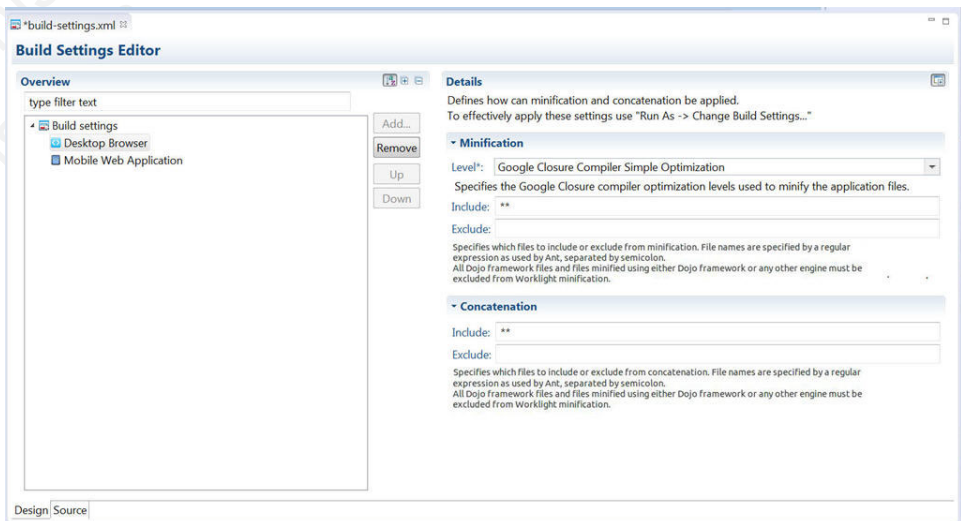 *build-settings.xml
Build Settings Editor
Overview
type filter text
Build settings
Desktop Browser
Mobile Web Application
Add...
Remove
Up
Down
Details
Defines how can minification and concatenation be applied.
To effectively apply these settings use "Run As -> Change Build Settings..."
Minification
Level*: Google Closure Compiler Simple Optimization
Specifies the Google Closure compiler optimization levels used to minify the application files.
Include: **
Exclude:
Specifies which files to include or exclude from minification. File names are specified by a regular
expression as used by Ant, separated by semicolon.
All Dojo framework files and files minified using either Dojo framework or any other engine must be
excluded from Worklight minification.
Concatenation
Include: **
Exclude:
Specifies which files to include or exclude from concatenation. File names are specified by a regular
expression as used by Ant, separated by semicolon.
All Dojo framework files and files minified using either Dojo framework or any other engine must be
excluded from Worklight minification.
Design Source